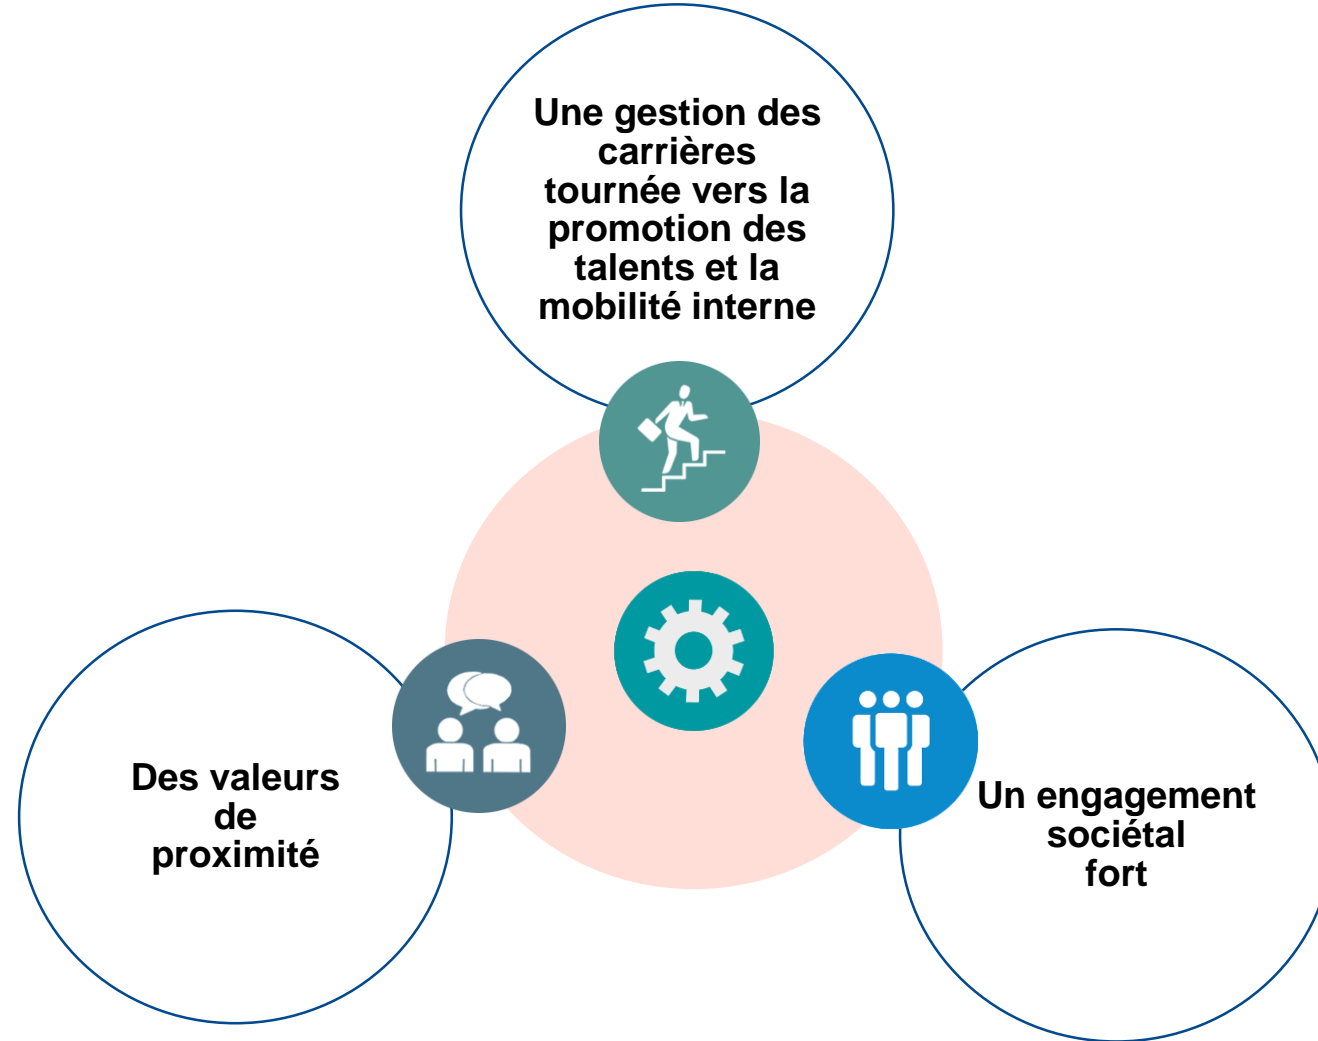 Une gestion des
carrières
tournée vers la
promotion des
talents et la
mobilité interne
Des valeurs
de
proximité
Un engagement
sociétal
fort